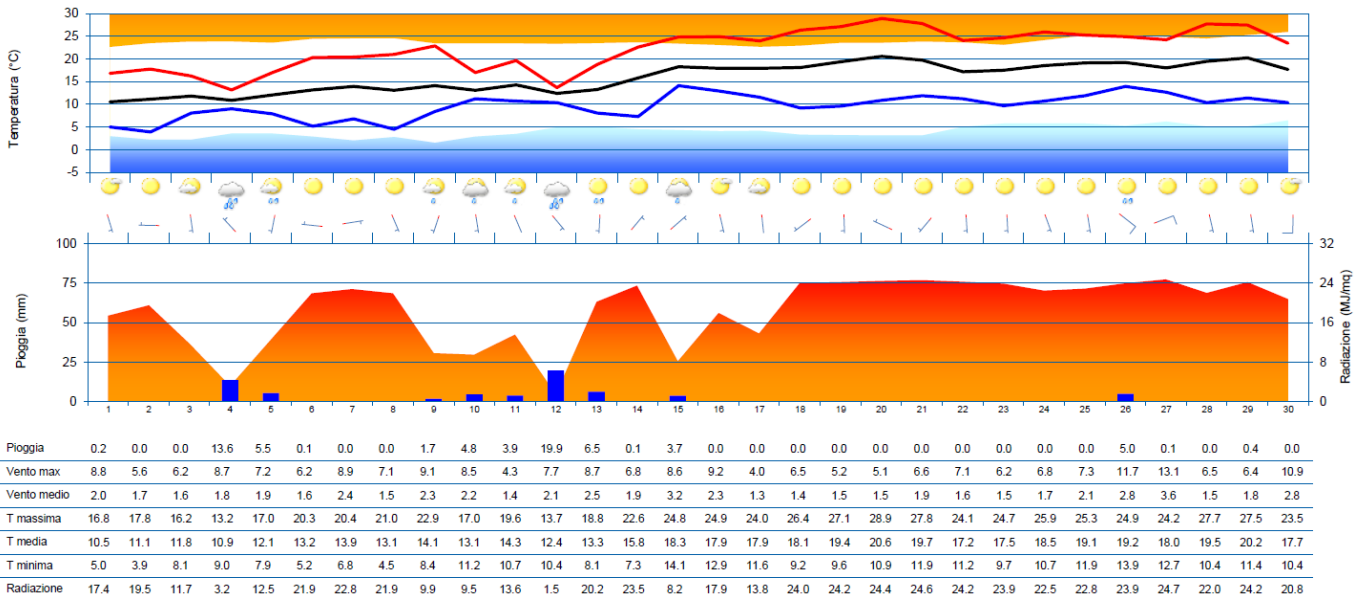 30
25
20
15
10
5
0
-5
Temperatura (°C)
100
75
50
25
0
Pioggia (mm)
32
24
16
8
0
Radiazione (MJ/mq)
1 2 3 4 5 6 7 8 9 10 11 12 13 14 15 16 17 18 19 20 21 22 23 24 25 26 27 28 29 30
Pioggia 0.2 0.0 0.0 13.6 5.5 0.1 0.0 0.0 1.7 4.8 3.9 19.9 6.5 0.1 3.7 0.0 0.0 0.0 0.0 0.0 0.0 0.0 0.0 0.0 0.0 5.0 0.1 0.0 0.4 0.0
Vento max 8.8 5.6 6.2 8.7 7.2 6.2 8.9 7.1 9.1 8.5 4.3 7.7 8.7 6.8 8.6 9.2 4.0 6.5 5.2 5.1 6.6 7.1 6.2 6.8 7.3 11.7 13.1 6.5 6.4 10.9
Vento medio 2.0 1.7 1.6 1.8 1.9 1.6 2.4 1.5 2.3 2.2 1.4 2.1 2.5 1.9 3.2 2.3 1.3 1.4 1.5 1.5 1.9 1.6 1.5 1.7 2.1 2.8 3.6 1.5 1.8 2.8
T massima 16.8 17.8 16.2 13.2 17.0 20.3 20.4 21.0 22.9 17.0 19.6 13.7 18.8 22.6 24.8 24.9 24.0 26.4 27.1 28.9 27.8 24.1 24.7 25.9 25.3 24.9 24.2 27.7 27.5 23.5
T media 10.5 11.1 11.8 10.9 12.1 13.2 13.9 13.1 14.1 13.1 14.3 12.4 13.3 15.8 18.3 17.9 17.9 18.1 19.4 20.6 19.7 17.2 17.5 18.5 19.1 19.2 18.0 19.5 20.2 17.7
T minima 5.0 3.9 8.1 9.0 7.9 5.2 6.8 4.5 8.4 11.2 10.7 10.4 8.1 7.3 14.1 12.9 11.6 9.2 9.6 10.9 11.9 11.2 9.7 10.7 11.9 13.9 12.7 10.4 11.4 10.4
Radiazione 17.4 19.5 11.7 3.2 12.5 21.9 22.8 21.9 9.9 9.5 13.6 1.5 20.2 23.5 8.2 17.9 13.8 24.0 24.2 24.4 24.6 24.2 23.9 22.5 22.8 23.9 24.7 22.0 24.2 20.8